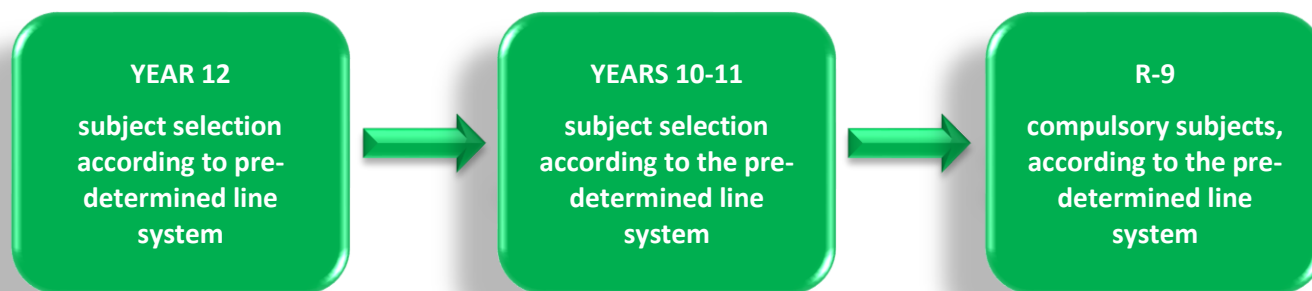 YEAR 12
subject selection
according to pre-
determined line
system
YEARS 10-11
subject selection
according to the pre-
determined line
system
R-9
compulsory subjects,
according to the pre-
determined line
system